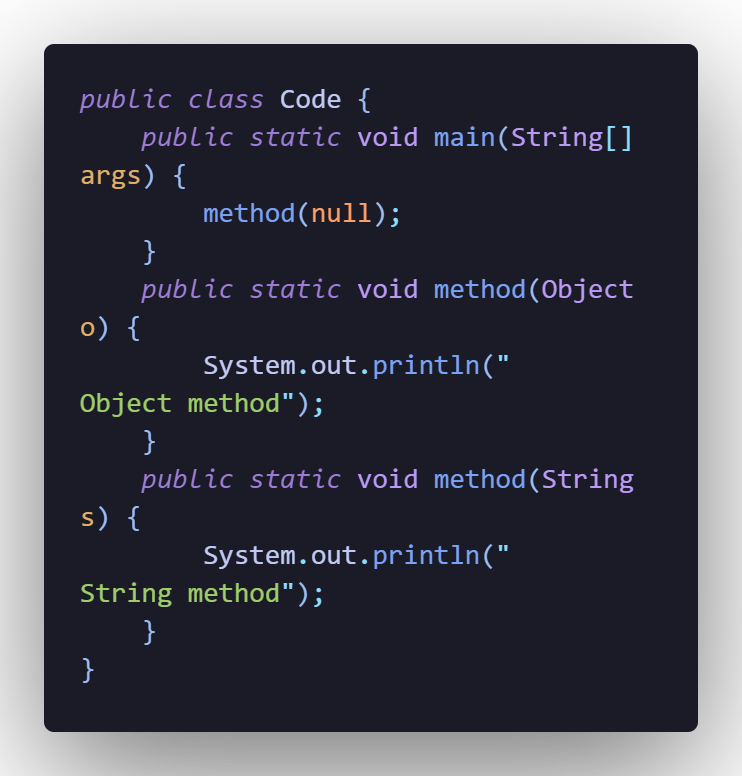 public class Code {
    public static void main(String[]
args) {
        method(null);
    }
    public static void method(Object
o) {
        System.out.println("
Object method");
    }
    public static void method(String
s) {
        System.out.println("
String method");
    }
}